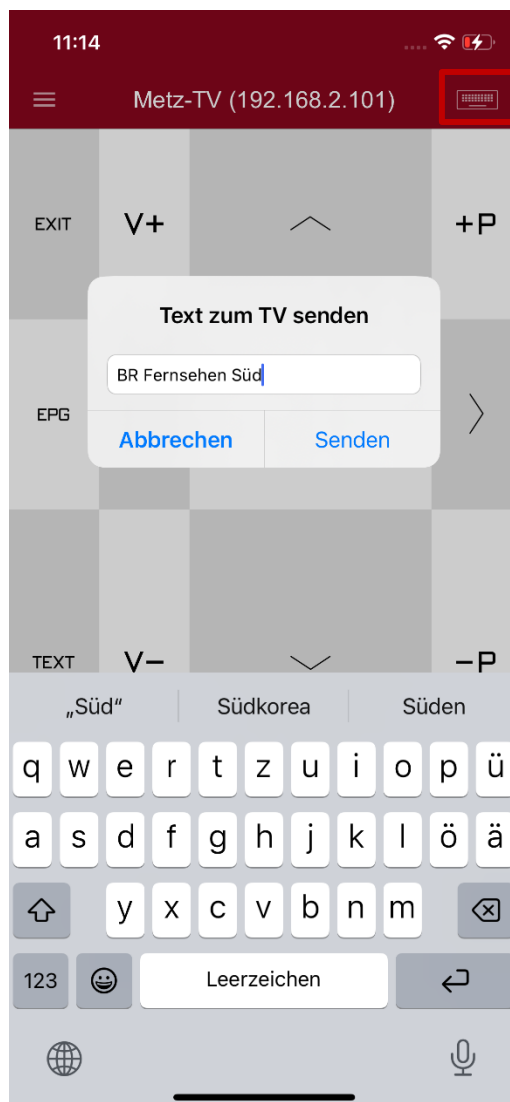 11:14
Metz-TV (192.168.2.101)
EXIT V+ +P
Text zum TV senden
BR Fernsehen Süd
EPG
Abbrechen Senden
TEXT V− −P
„Süd“ Südkorea Süden
q w e r t z u i o p ü
a s d f g h j k l ö ä
y x c v b n m
123 Leerzeichen